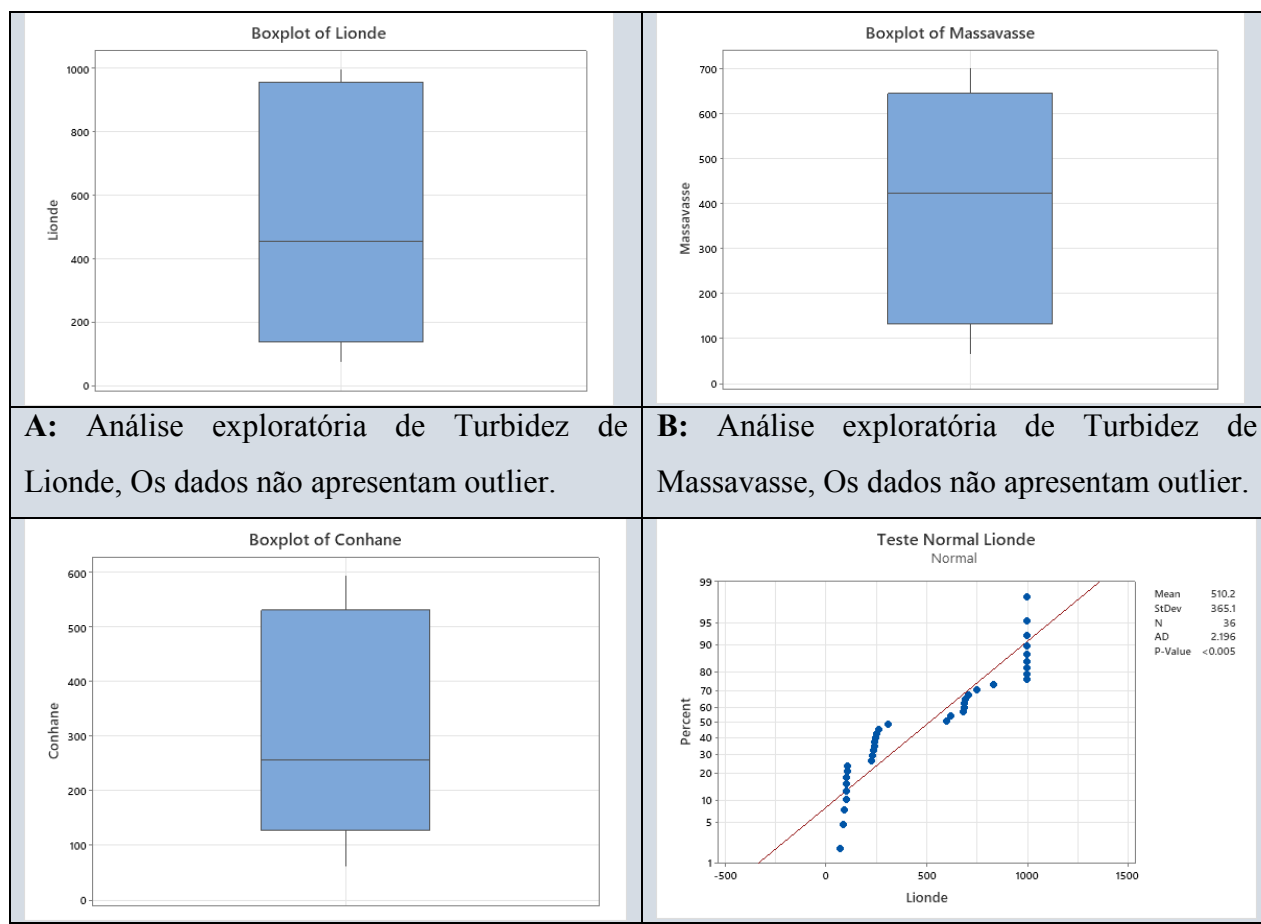 Boxplot of Lionde
1000
800
600
400
200
0
Lionde
Boxplot of Massavasse
700
600
500
400
300
200
100
0
Massavasse
A: Análise exploratória de Turbidez de
Lionde, Os dados não apresentam outlier.
B: Análise exploratória de Turbidez de
Massavasse, Os dados não apresentam outlier.
Boxplot of Conhane
600
500
400
300
200
100
0
Conhane
Teste Normal Lionde
Normal
99
95
90
80
70
60
50
40
30
20
10
5
1
Percent
-500 0 500 1000 1500
Lionde
Mean 510.2
StDev 365.1
N 36
AD 2.196
P-Value <0.005